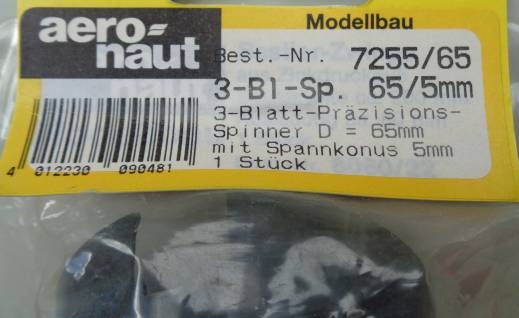 aero=
naut
Modellbau
Best.-Nr. 7255/65
3-Bl-Sp. 65/5mm
3-Blatt-Präzisions-
Spinner D = 65mm
mit Spannkonus 5mm
1 Stück
4 012230 090481